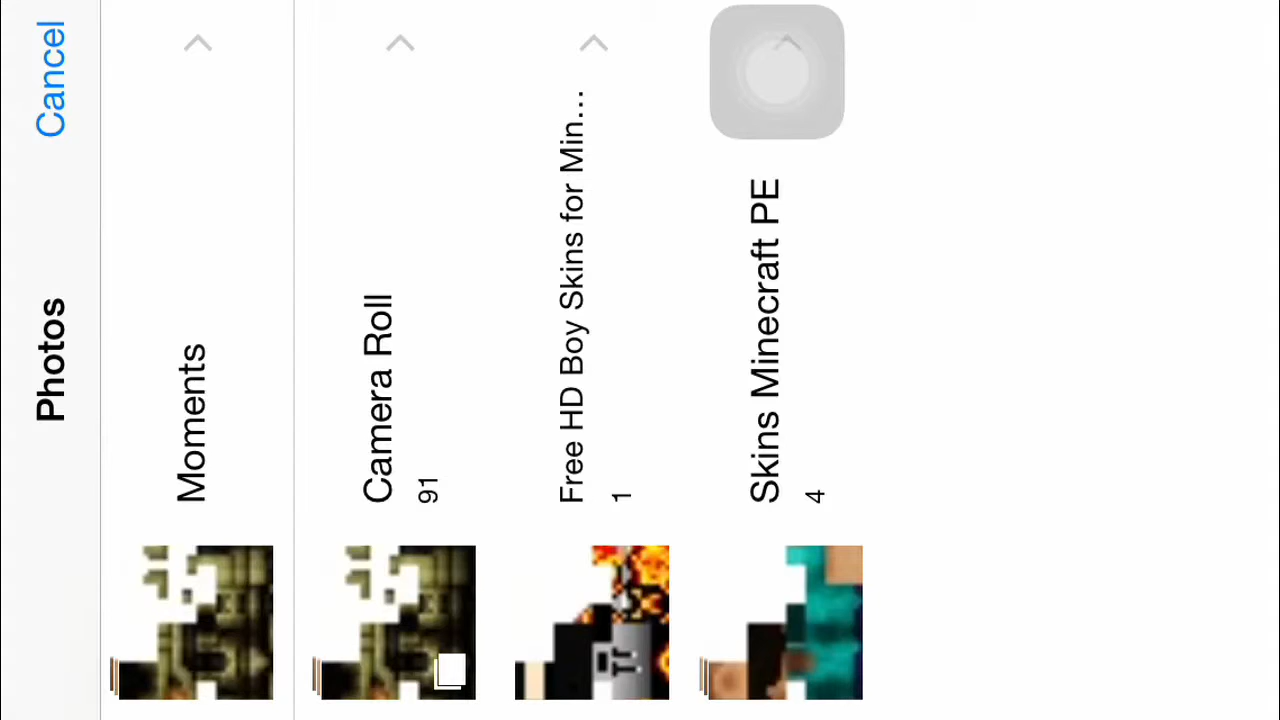 Photos
Cancel
Moments
Camera Roll
91
Free HD Boy Skins for Min...
1
Skins Minecraft PE
4